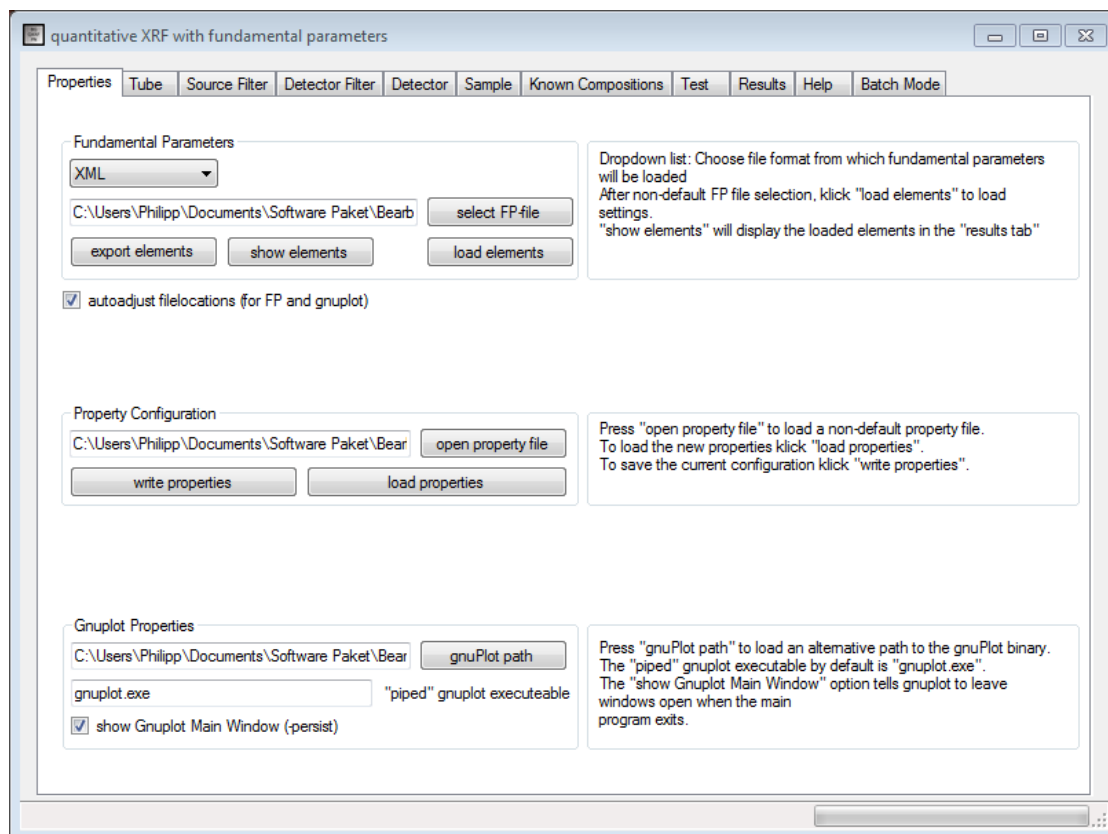 quantitative XRF with fundamental parameters
Properties Tube Source Filter Detector Filter Detector Sample Known Compositions Test Results Help Batch Mode
Fundamental Parameters
XML
C:\Users\Philipp\Documents\Software Paket\Bearb
select FP-file
export elements
show elements
load elements
Dropdown list: Choose file format from which fundamental parameters
will be loaded
After non-default FP file selection, klick "load elements" to load
settings.
"show elements" will display the loaded elements in the "results tab"
autoadjust filelocations (for FP and gnuplot)
Property Configuration
C:\Users\Philipp\Documents\Software Paket\Bear
open property file
write properties
load properties
Press "open property file" to load a non-default property file.
To load the new properties klick "load properties".
To save the current configuration klick "write properties".
Gnuplot Properties
C:\Users\Philipp\Documents\Software Paket\Bear
gnuPlot path
gnuplot.exe
"piped" gnuplot executeable
show Gnuplot Main Window (-persist)
Press "gnuPlot path" to load an alternative path to the gnuPlot binary.
The "piped" gnuplot executable by default is "gnuplot.exe".
The "show Gnuplot Main Window" option tells gnuplot to leave
windows open when the main
program exits.